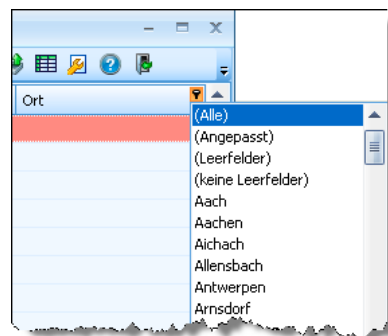 Ort
(Alle)
(Angepasst)
(Leerfelder)
(keine Leerfelder)
Aach
Aachen
Aichach
Allensbach
Antwerpen
Arnsdorf